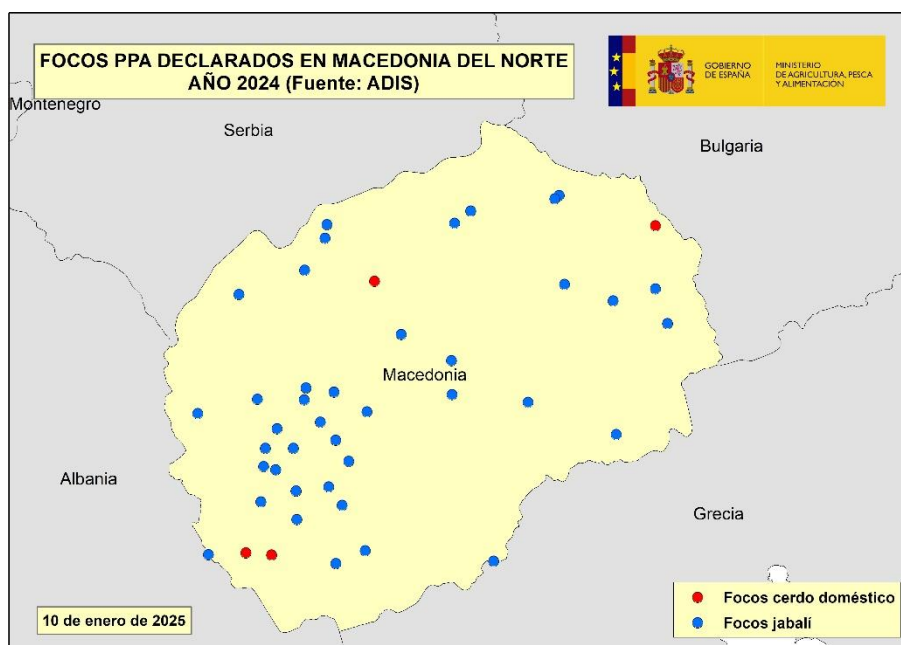 FOCOS PPA DECLARADOS EN MACEDONIA DEL NORTE
AÑO 2024 (Fuente: ADIS)
GOBIERNO
DE ESPAÑA
MINISTERIO
DE AGRICULTURA, PESCA
Y ALIMENTACIÓN
Montenegro
Serbia
Bulgaria
Macedonia
Albania
Grecia
Focos cerdo doméstico
Focos jabalí
10 de enero de 2025